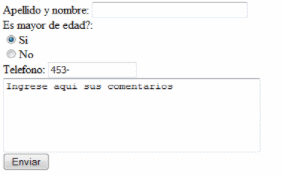 Apellido y nombre:
Es mayor de edad?:
Si
No
Telefono: 453-
Ingrese aqui sus comentarios
Enviar